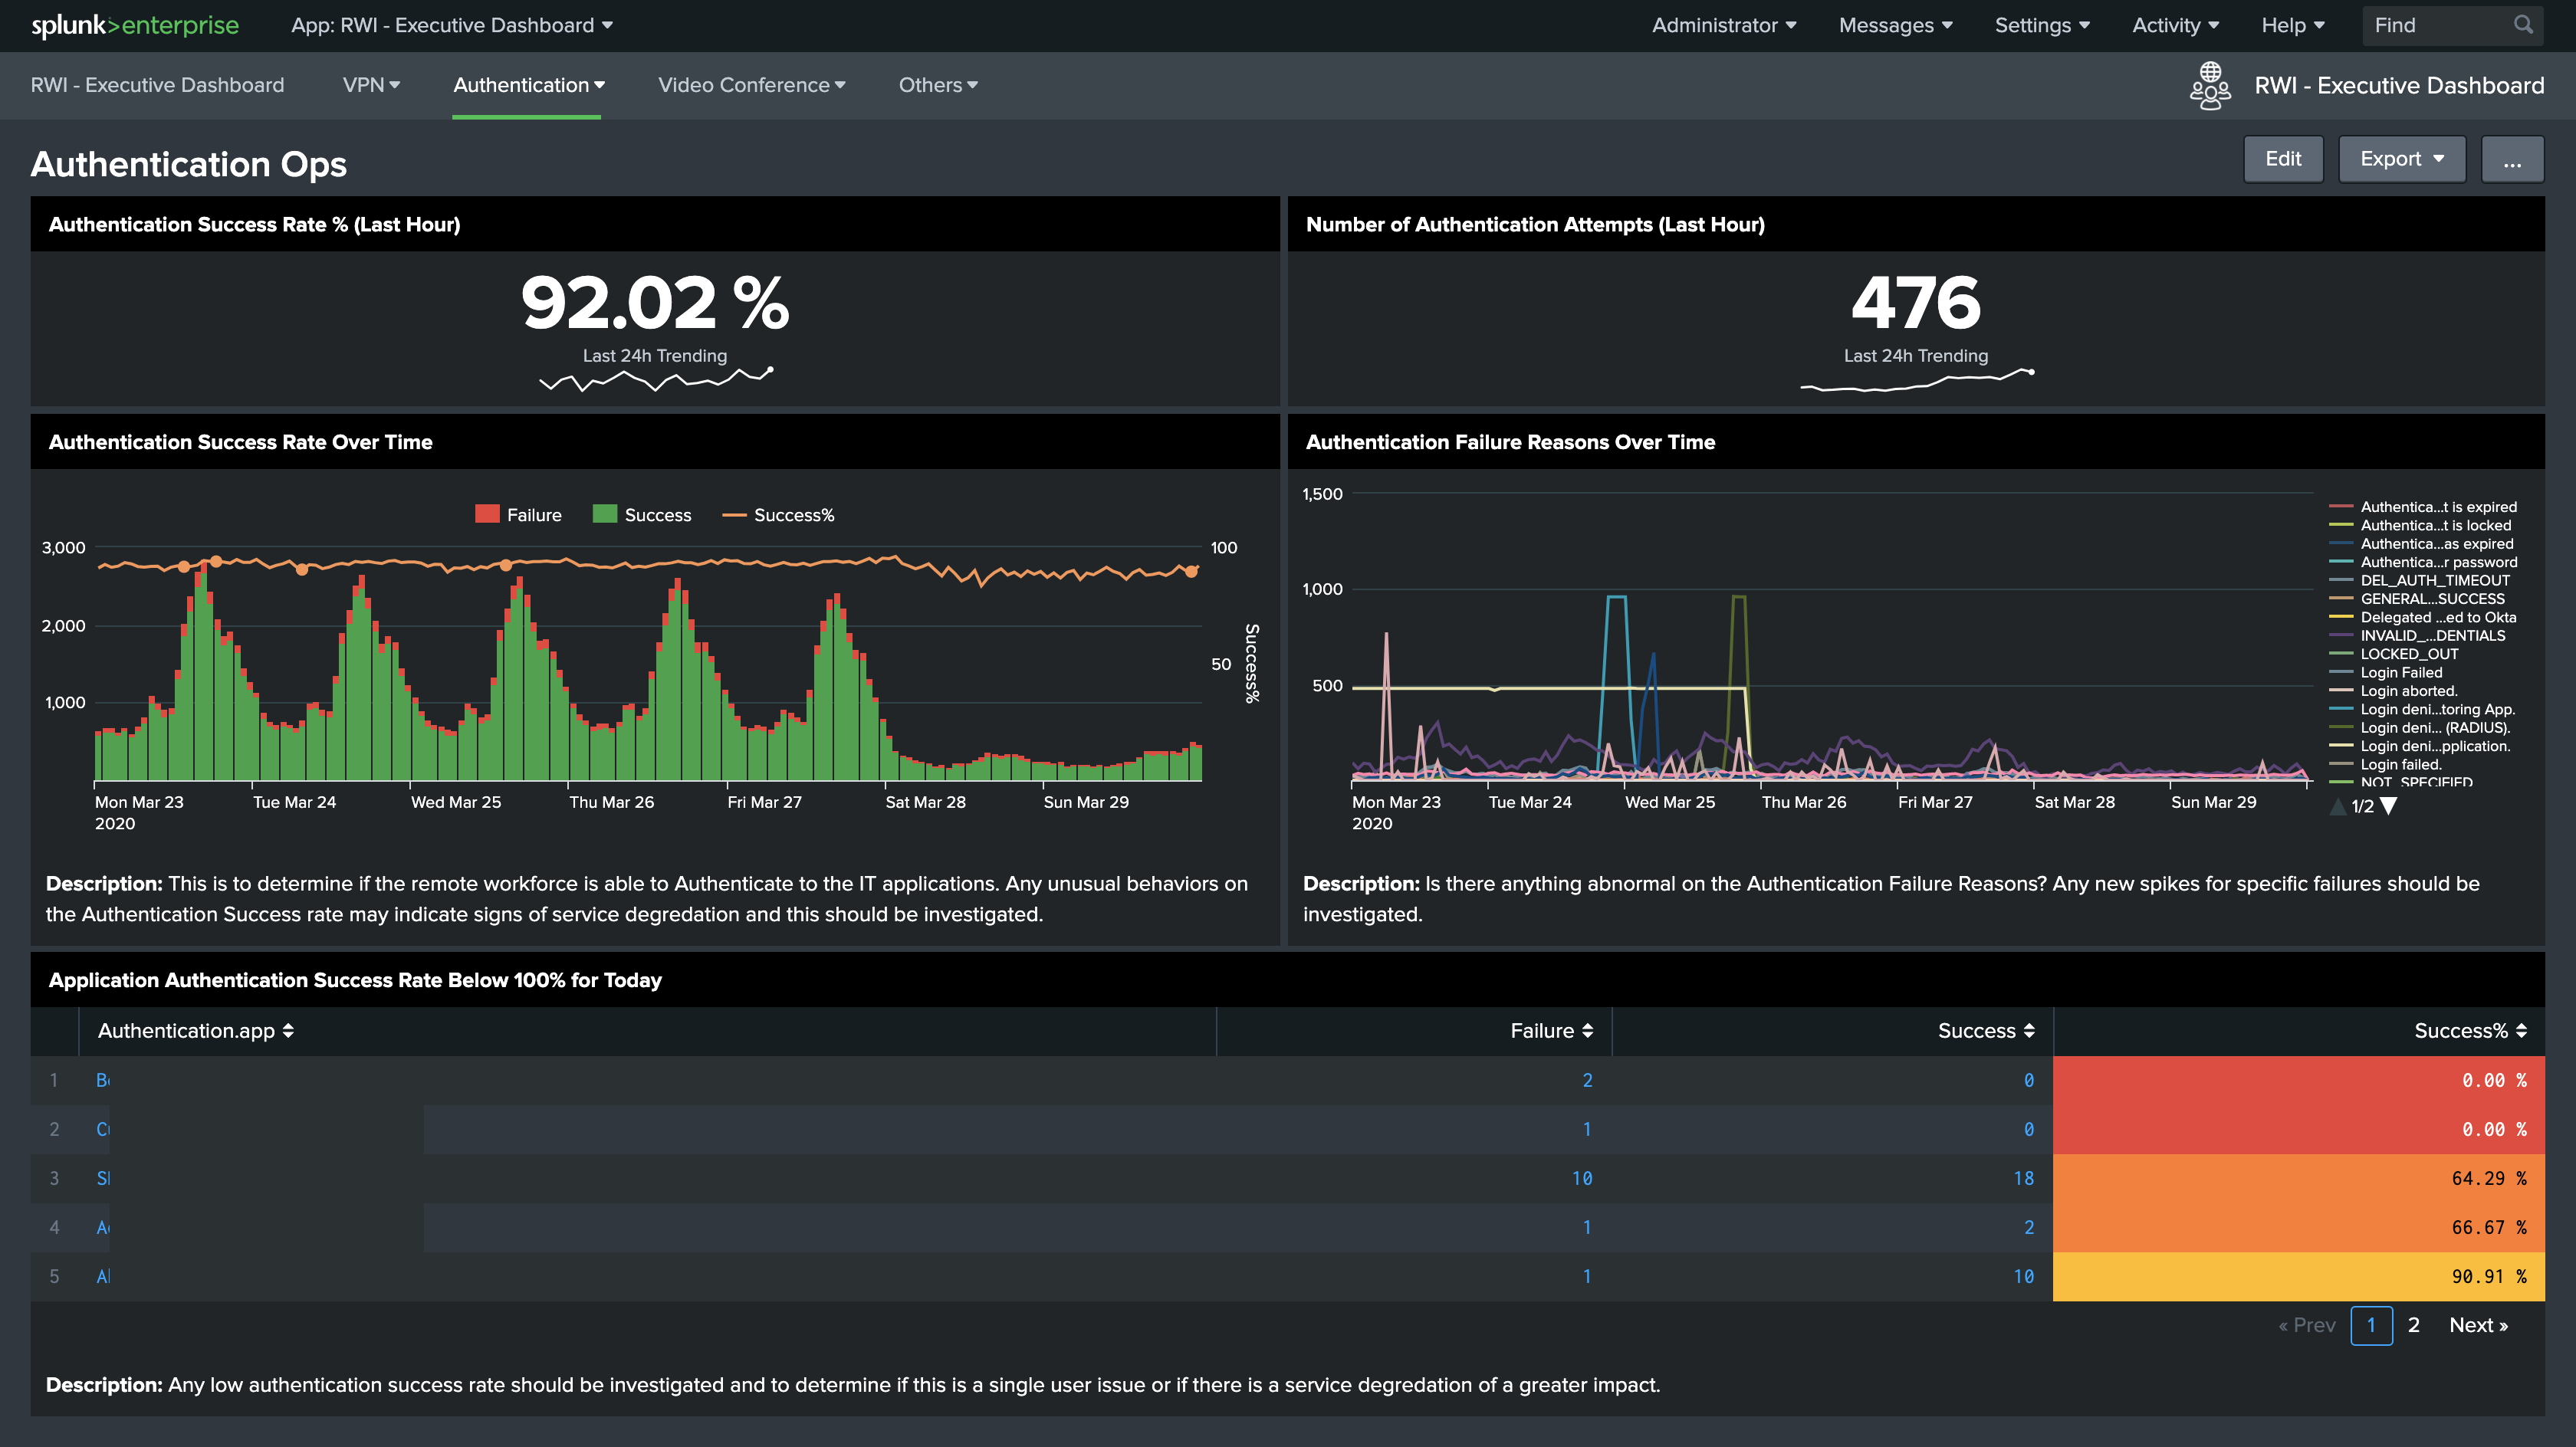 splunk>enterprise App: RWI - Executive Dashboard Administrator Messages Settings Activity Help Find
RWI - Executive Dashboard VPN Authentication Video Conference Others RWI - Executive Dashboard
Authentication Ops Edit Export ...
Authentication Success Rate % (Last Hour)
92.02 %
Last 24h Trending
Number of Authentication Attempts (Last Hour)
476
Last 24h Trending
Authentication Success Rate Over Time
Failure Success Success%
3,000
2,000
1,000
100
50
Success%
Mon Mar 23 Tue Mar 24 Wed Mar 25 Thu Mar 26 Fri Mar 27 Sat Mar 28 Sun Mar 29
2020
Description: This is to determine if the remote workforce is able to Authenticate to the IT applications. Any unusual behaviors on
the Authentication Success rate may indicate signs of service degredation and this should be investigated.
Authentication Failure Reasons Over Time
1,500
1,000
500
Authentica...t is expired
Authentica...t is locked
Authentica...as expired
Authentica...r password
DEL_AUTH_TIMEOUT
GENERAL...SUCCESS
Delegated ...ed to Okta
INVALID_...DENTIALS
LOCKED_OUT
Login Failed
Login aborted.
Login deni...toring App.
Login deni... (RADIUS).
Login deni...pplication.
Login failed.
NOT_SPECIFIED
1/2
Mon Mar 23 Tue Mar 24 Wed Mar 25 Thu Mar 26 Fri Mar 27 Sat Mar 28 Sun Mar 29
2020
Description: Is there anything abnormal on the Authentication Failure Reasons? Any new spikes for specific failures should be
investigated.
Application Authentication Success Rate Below 100% for Today
Authentication.app Failure Success Success%
1 2 0 0.00 %
2 1 0 0.00 %
3 10 18 64.29 %
4 1 2 66.67 %
5 1 10 90.91 %
« Prev 1 2 Next »
Description: Any low authentication success rate should be investigated and to determine if this is a single user issue or if there is a service degredation of a greater impact.